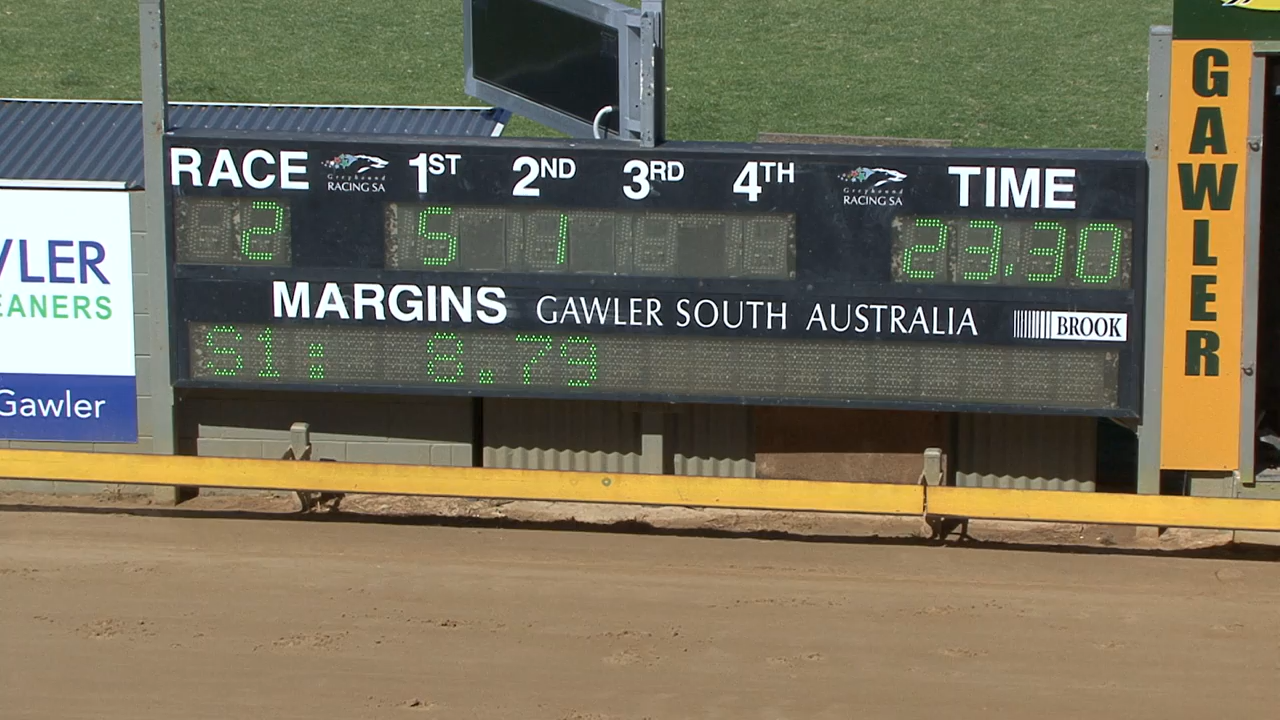 RACE Greyhound RACING SA 1ST 2ND 3RD 4TH Greyhound RACING SA TIME
2 5 1 23.30
MARGINS GAWLER SOUTH AUSTRALIA BROOK
S1: 8.79
VLER
EANERS
Gawler
GAWLER